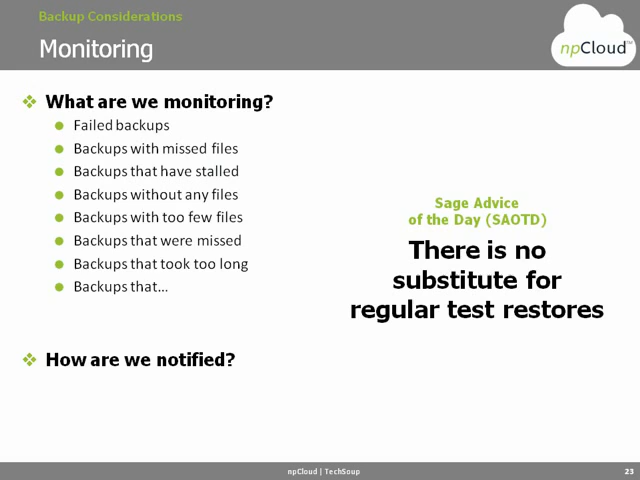 Backup Considerations
Monitoring
npCloud™
What are we monitoring?
Failed backups
Backups with missed files
Backups that have stalled
Backups without any files
Backups with too few files
Backups that were missed
Backups that took too long
Backups that...
Sage Advice
of the Day (SAOTD)
There is no
substitute for
regular test restores
How are we notified?
npCloud | TechSoup
23